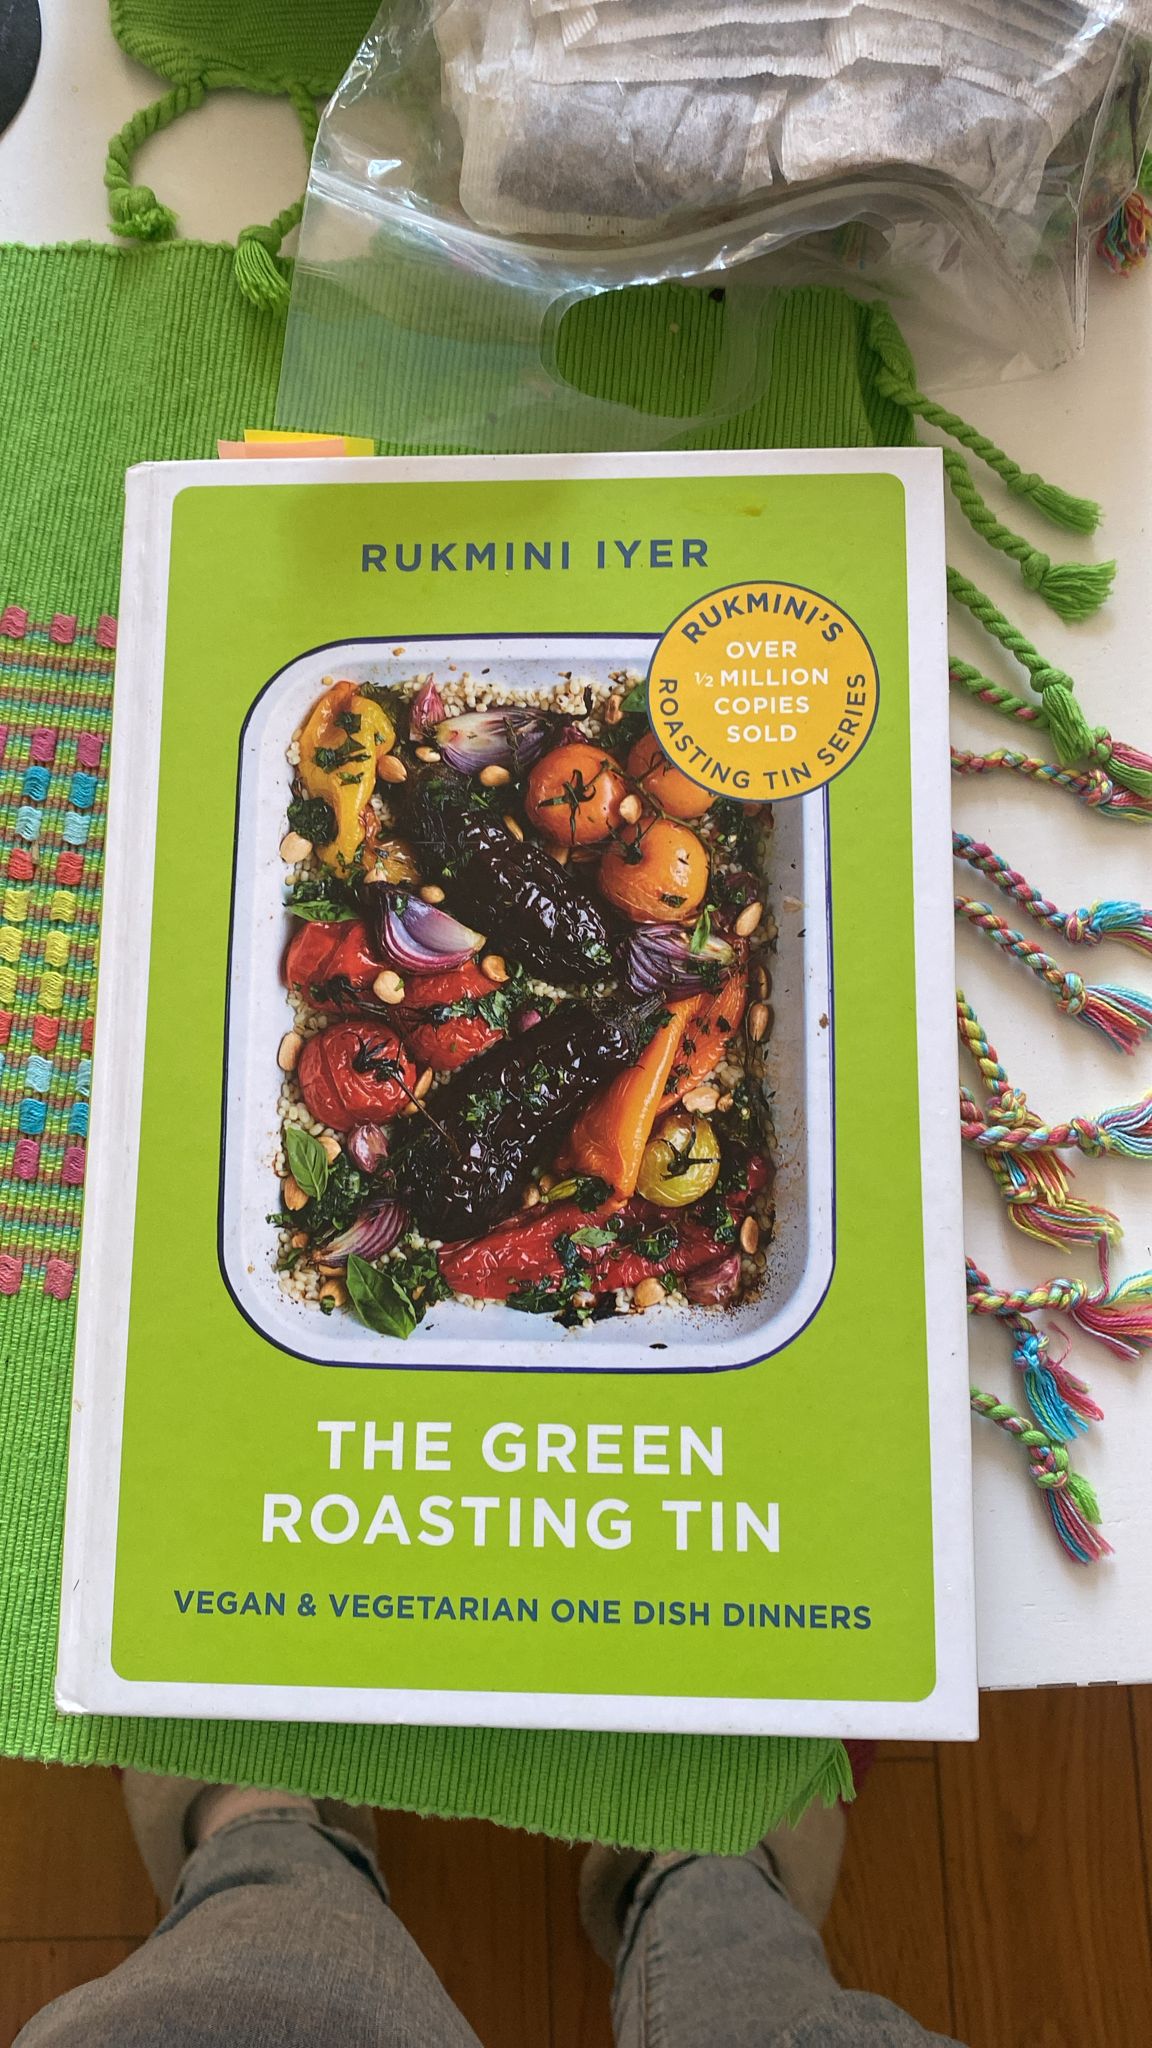 RUKMINI IYER
RUKMINI'S
OVER
½ MILLION
COPIES
SOLD
ROASTING TIN SERIES
THE GREEN
ROASTING TIN
VEGAN & VEGETARIAN ONE DISH DINNERS